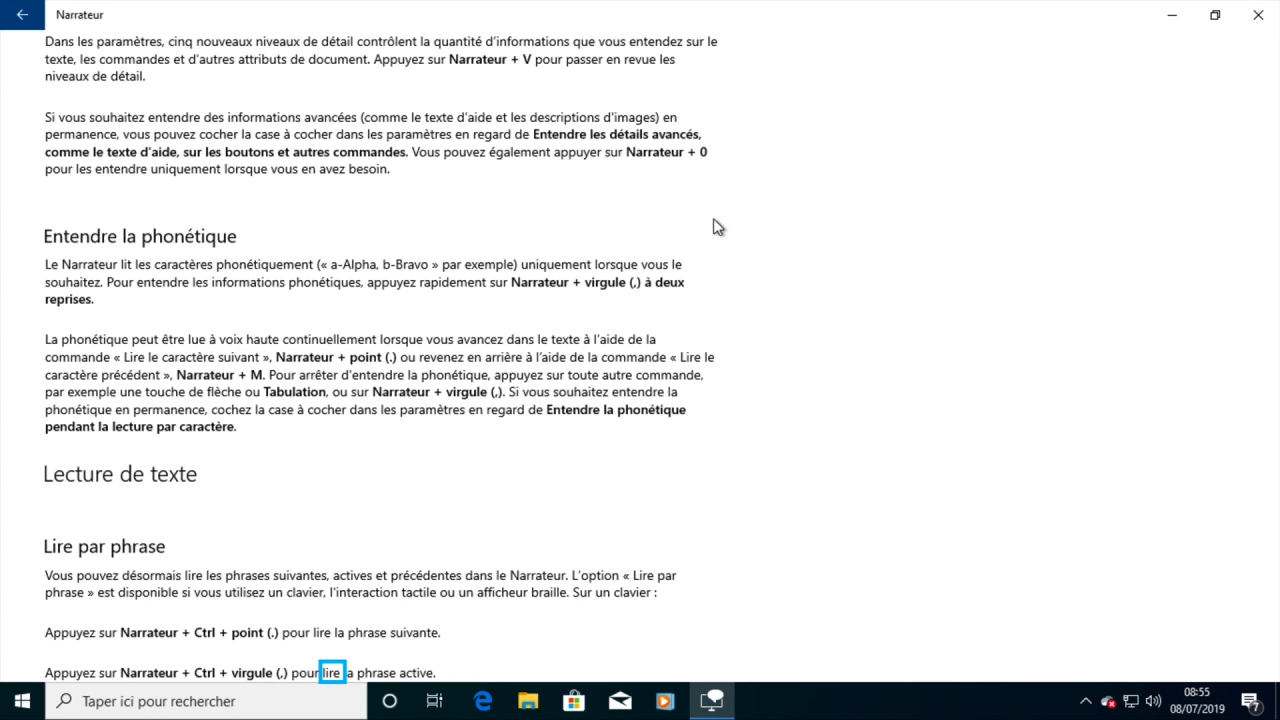 Narrateur
Dans les paramètres, cinq nouveaux niveaux de détail contrôlent la quantité d'informations que vous entendez sur le
texte, les commandes et d'autres attributs de document. Appuyez sur Narrateur + V pour passer en revue les
niveaux de détail.
Si vous souhaitez entendre des informations avancées (comme le texte d'aide et les descriptions d'images) en
permanence, vous pouvez cocher la case à cocher dans les paramètres en regard de Entendre les détails avancés,
comme le texte d'aide, sur les boutons et autres commandes. Vous pouvez également appuyer sur Narrateur + 0
pour les entendre uniquement lorsque vous en avez besoin.
Entendre la phonétique
Le Narrateur lit les caractères phonétiquement (« a-Alpha, b-Bravo » par exemple) uniquement lorsque vous le
souhaitez. Pour entendre les informations phonétiques, appuyez rapidement sur Narrateur + virgule (,) à deux
reprises.
La phonétique peut être lue à voix haute continuellement lorsque vous avancez dans le texte à l'aide de la
commande « Lire le caractère suivant », Narrateur + point (.) ou revenez en arrière à l'aide de la commande « Lire le
caractère précédent », Narrateur + M. Pour arrêter d'entendre la phonétique, appuyez sur toute autre commande,
par exemple une touche de flèche ou Tabulation, ou sur Narrateur + virgule (,). Si vous souhaitez entendre la
phonétique en permanence, cochez la case à cocher dans les paramètres en regard de Entendre la phonétique
pendant la lecture par caractère.
Lecture de texte
Lire par phrase
Vous pouvez désormais lire les phrases suivantes, actives et précédentes dans le Narrateur. L'option « Lire par
phrase » est disponible si vous utilisez un clavier, l'interaction tactile ou un afficheur braille. Sur un clavier :
Appuyez sur Narrateur + Ctrl + point (.) pour lire la phrase suivante.
Appuyez sur Narrateur + Ctrl + virgule (,) pour lire la phrase active.
Taper ici pour rechercher
08:55
08/07/2019
7